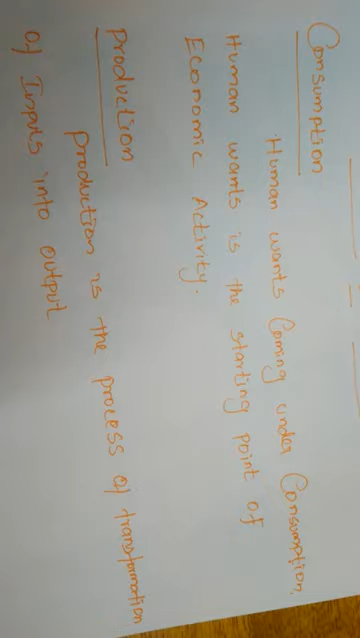 Consumption
Human wants Coming under Consumption.
Human wants is the starting point of
Economic Activity.
Production
Production is the process of transformation
of Inputs into output